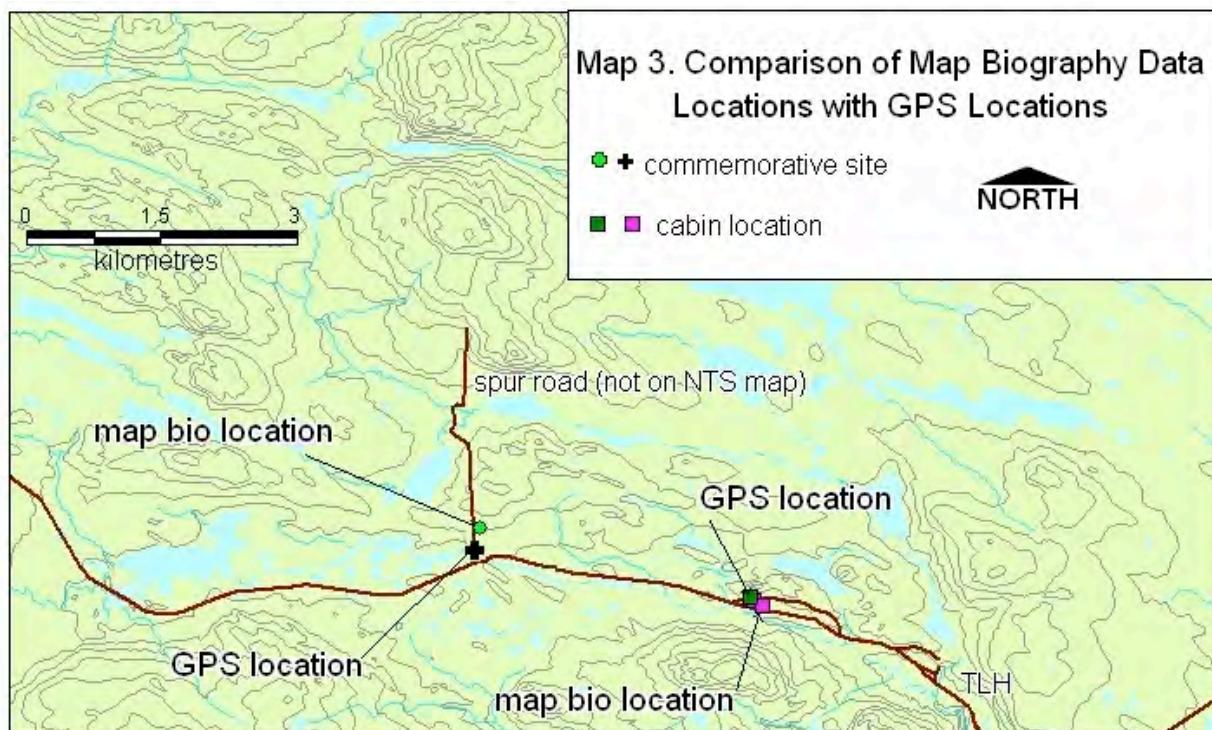 Map 3. Comparison of Map Biography Data
Locations with GPS Locations
commemorative site
NORTH
cabin location
0 1,5 3
kilometres
spur road (not on NTS map)
map bio location
GPS location
GPS location
map bio location
TLH